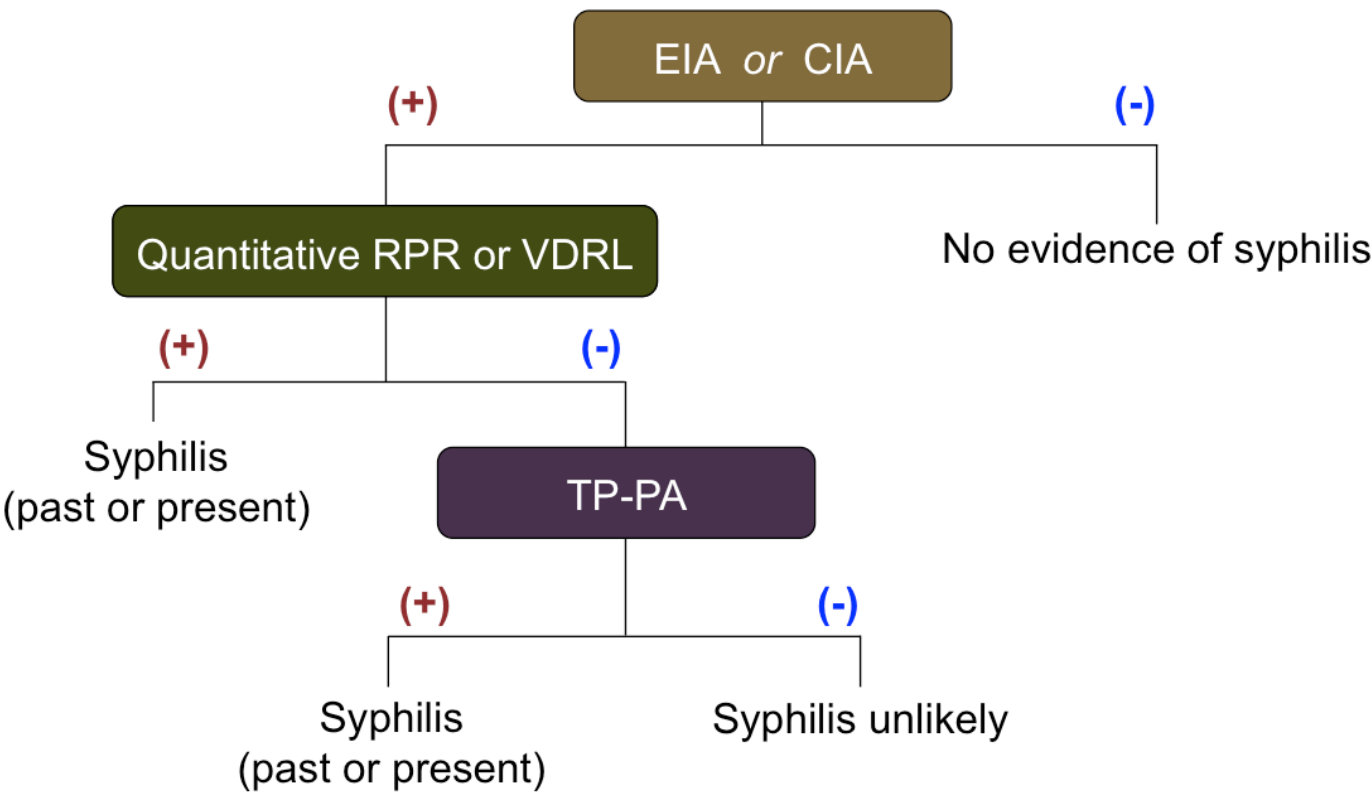 EIA or CIA
(+)
(-)
Quantitative RPR or VDRL
No evidence of syphilis
(+)
(-)
Syphilis
(past or present)
TP-PA
(+)
(-)
Syphilis
(past or present)
Syphilis unlikely